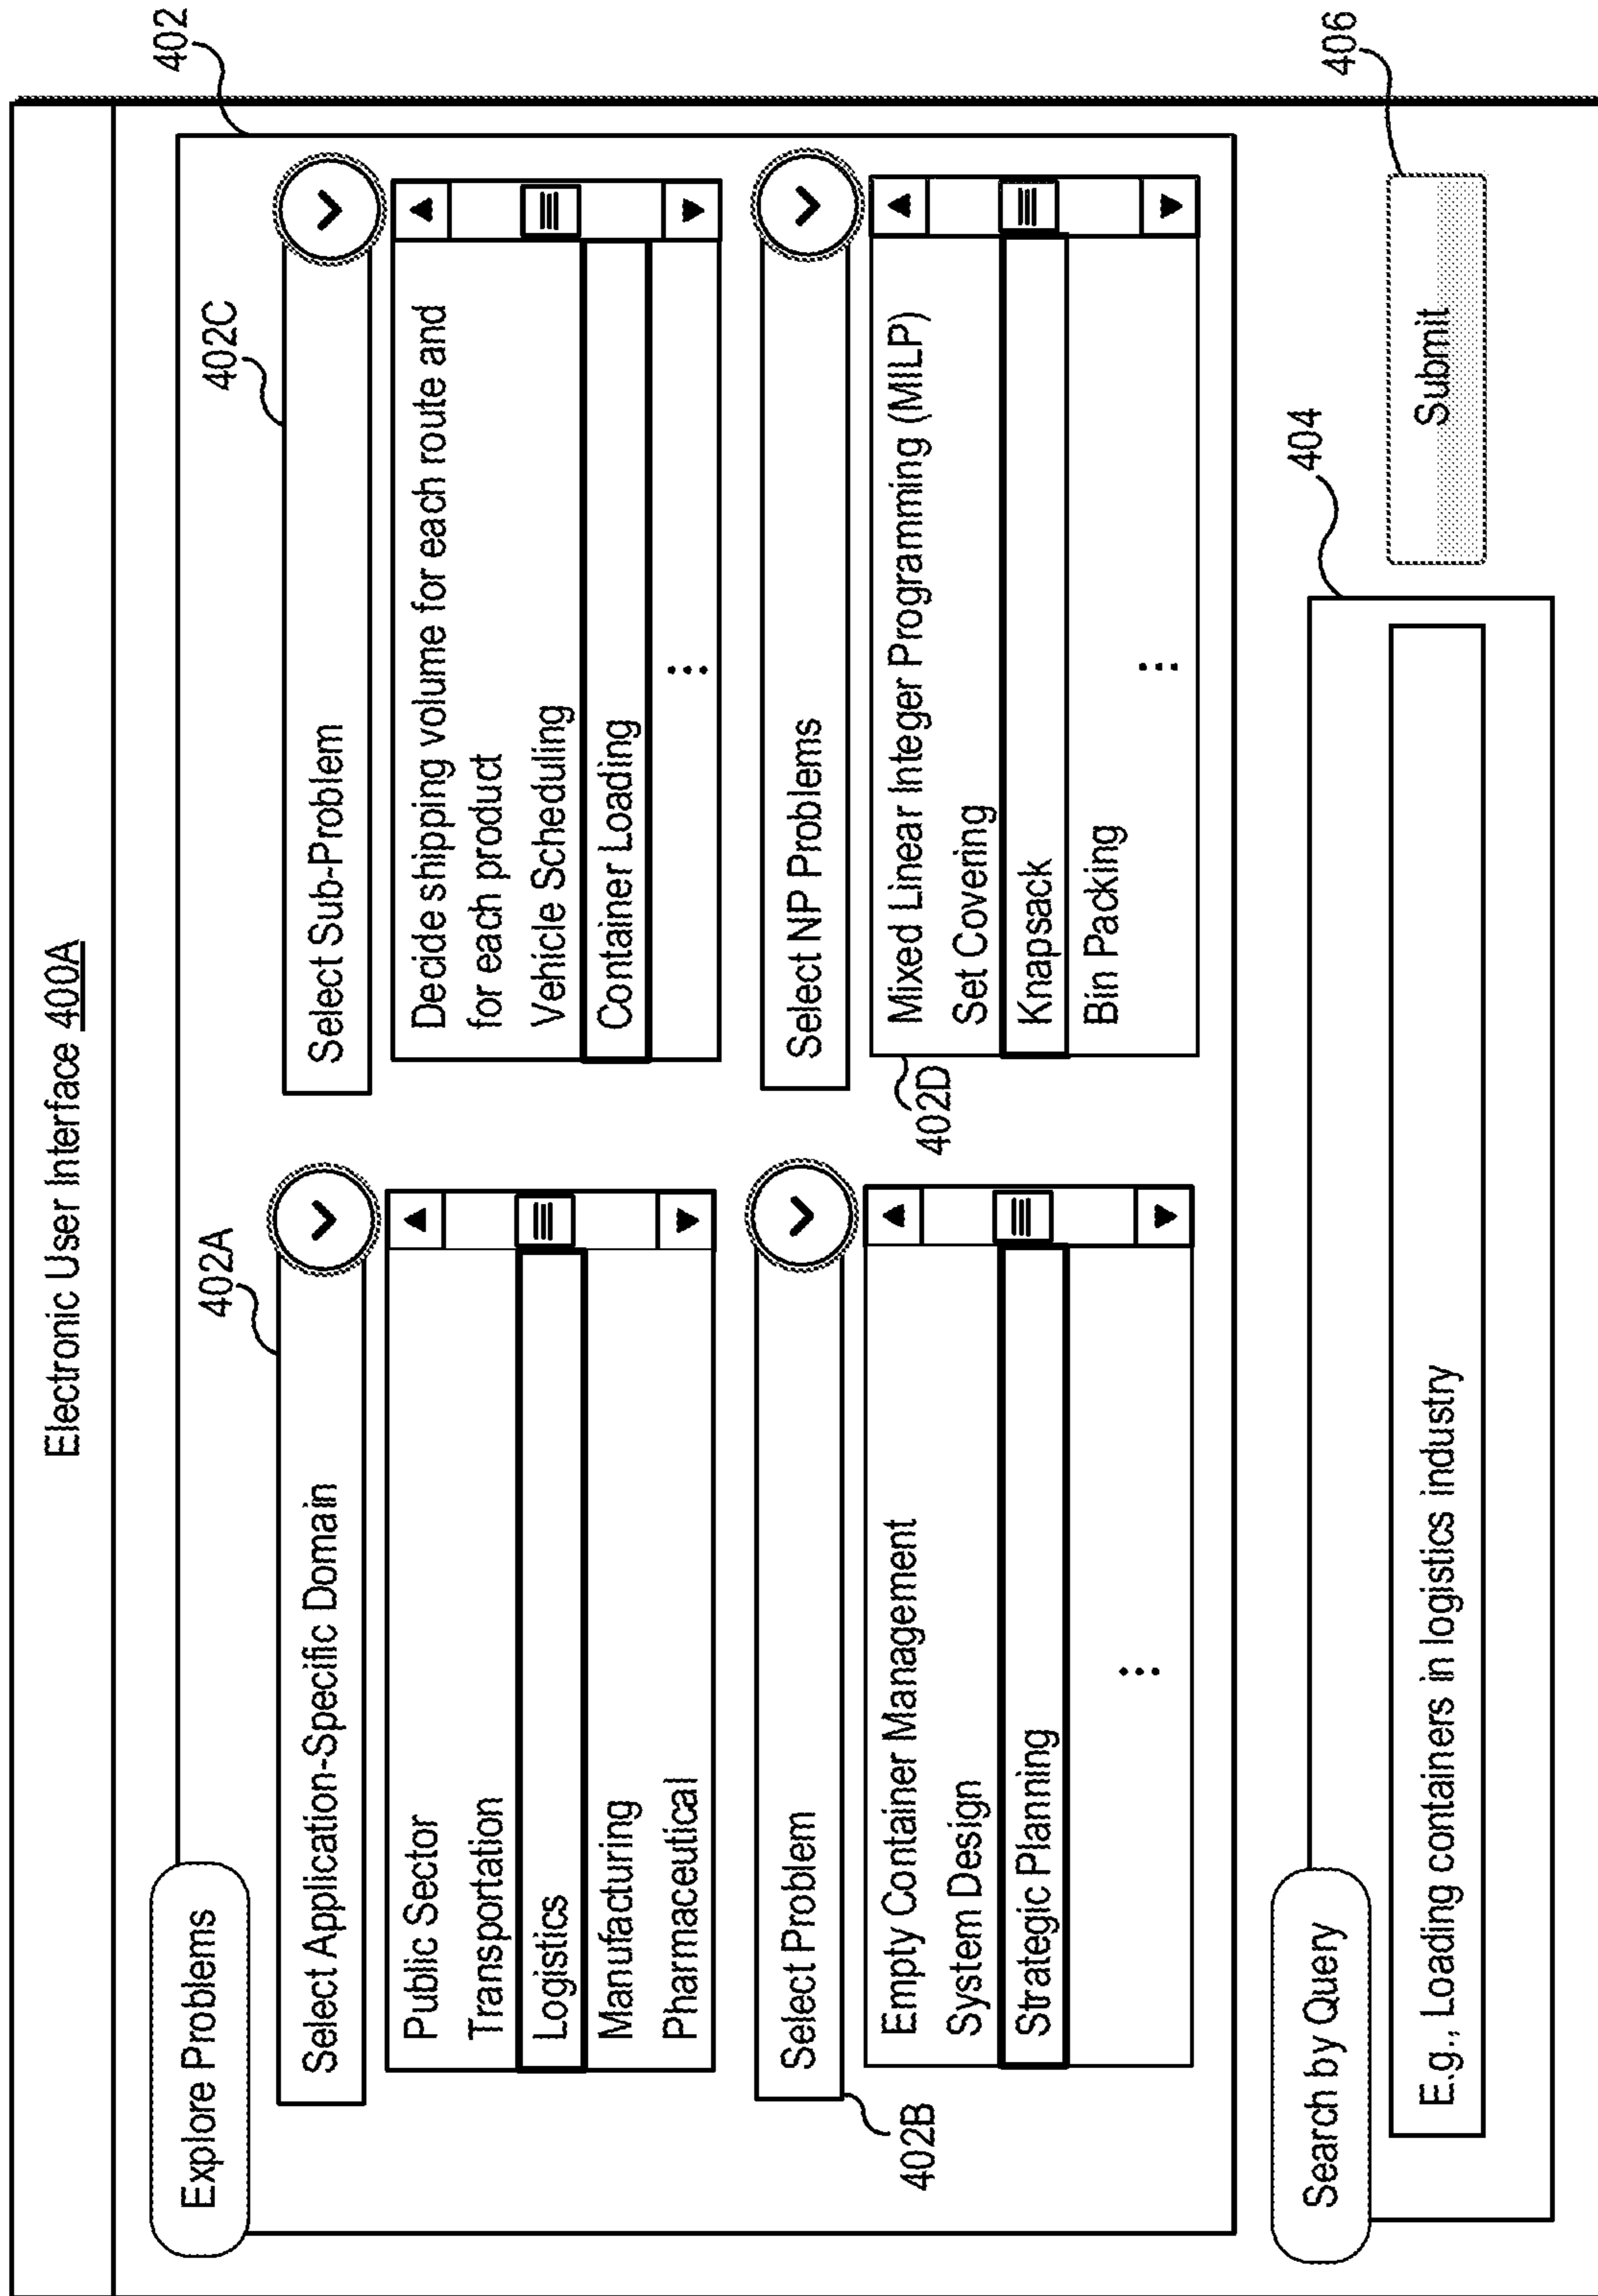 Electronic User Interface 400A
Explore Problems
402
402A
Select Application-Specific Domain
Public Sector
Transportation
Logistics
Manufacturing
Pharmaceutical
402B
Select Problem
Empty Container Management
System Design
Strategic Planning
⋮
402C
Select Sub-Problem
Decide shipping volume for each route and
for each product
Vehicle Scheduling
Container Loading
⋮
402D
Select NP Problems
Mixed Linear Integer Programming (MILP)
Set Covering
Knapsack
Bin Packing
⋮
Search by Query
404
E.g., Loading containers in logistics industry
406
Submit